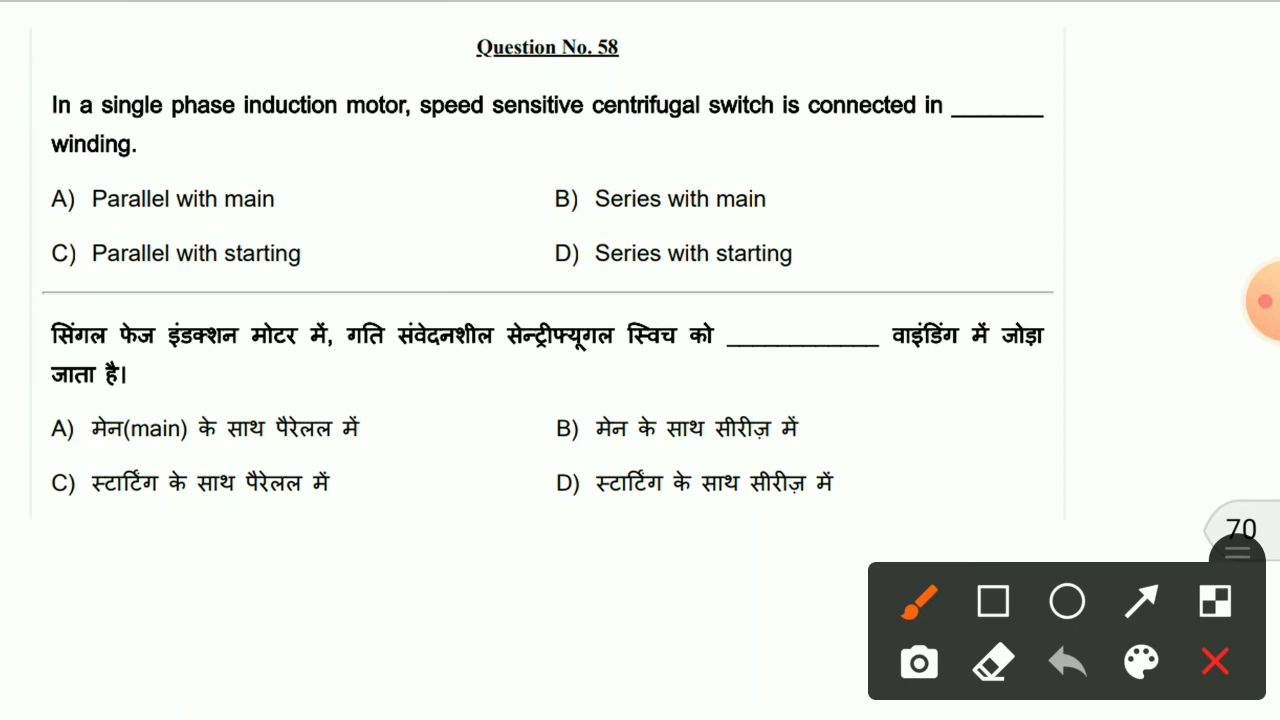 Question No. 58
In a single phase induction motor, speed sensitive centrifugal switch is connected in _______
winding.
A) Parallel with main B) Series with main
C) Parallel with starting D) Series with starting
सिंगल फेज इंडक्शन मोटर में, गति संवेदनशील सेन्ट्रीफ्यूगल स्विच को ____________ वाइंडिंग में जोड़ा
जाता है।
A) मेन(main) के साथ पैरेलल में B) मेन के साथ सीरीज़ में
C) स्टार्टिंग के साथ पैरेलल में D) स्टार्टिंग के साथ सीरीज़ में
70